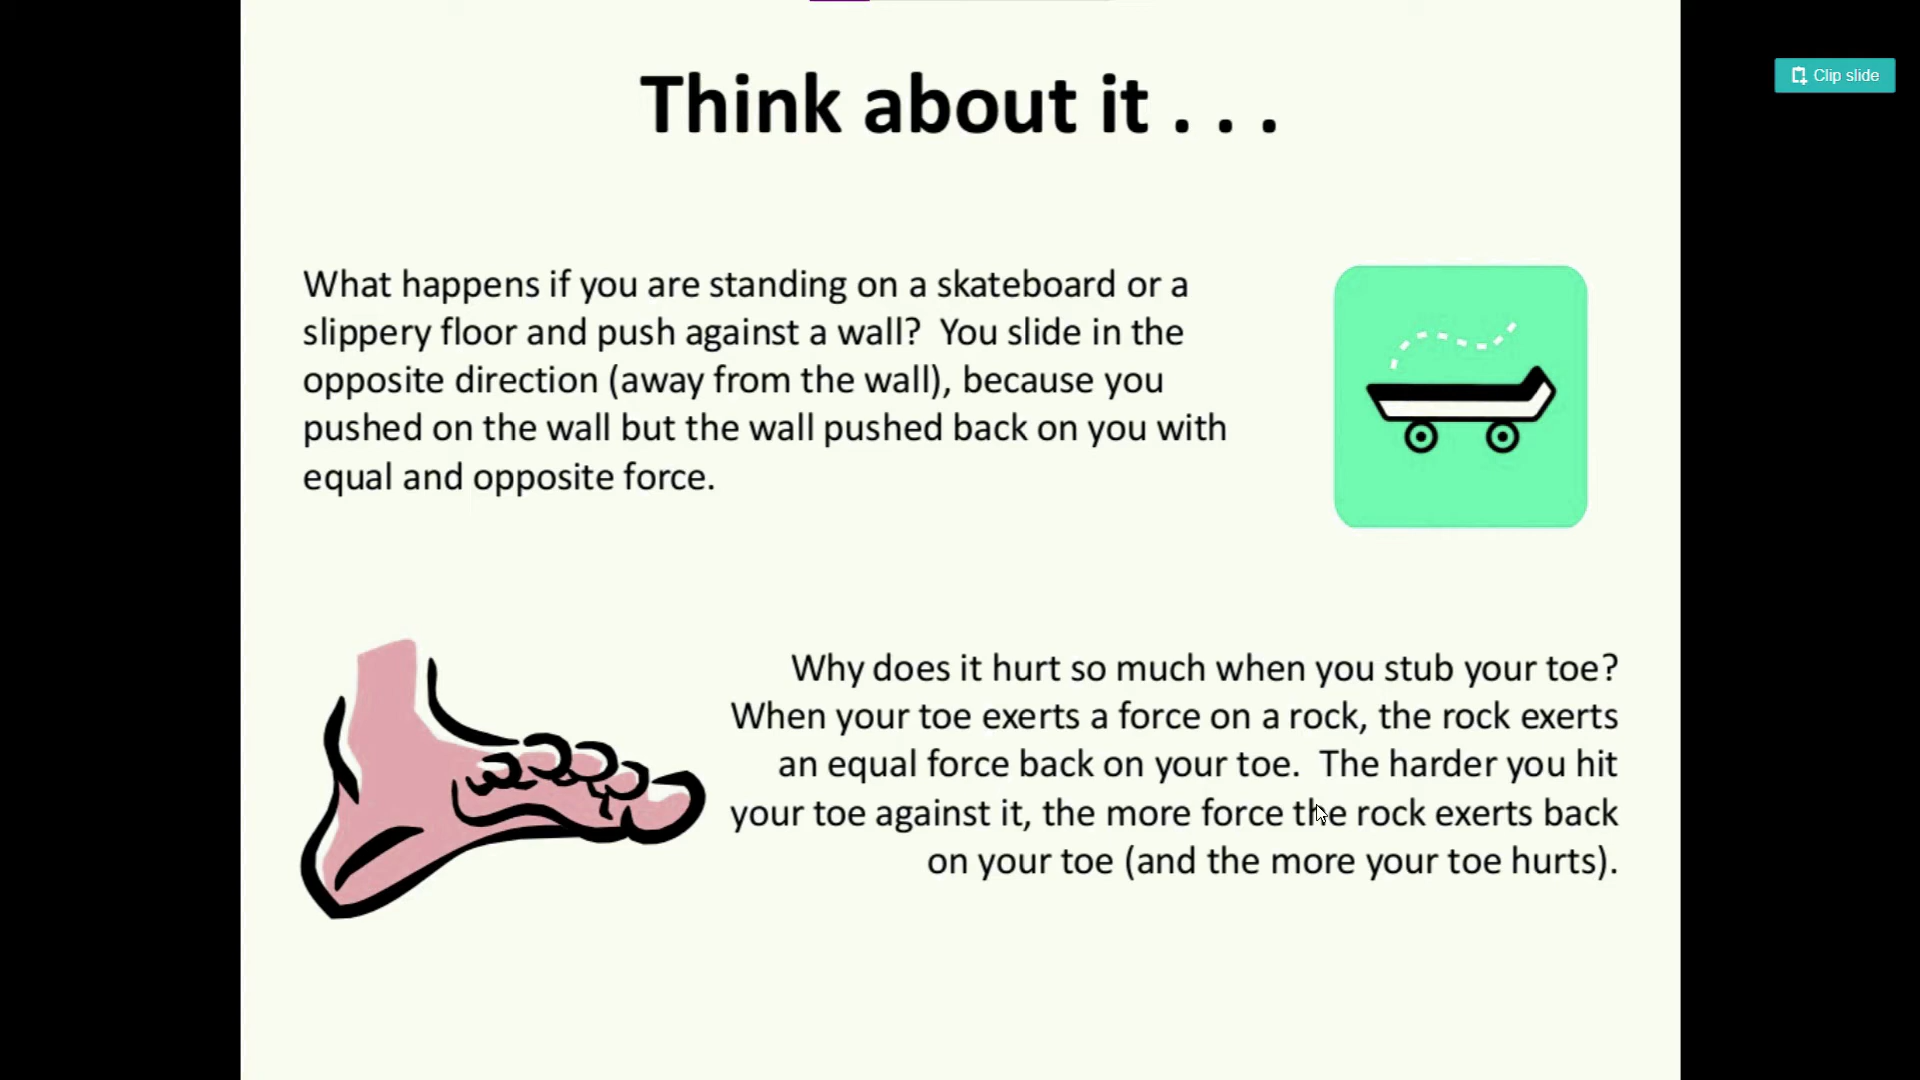 Think about it . . .
Clip slide
What happens if you are standing on a skateboard or a
slippery floor and push against a wall?  You slide in the
opposite direction (away from the wall), because you
pushed on the wall but the wall pushed back on you with
equal and opposite force.
Why does it hurt so much when you stub your toe?
When your toe exerts a force on a rock, the rock exerts
an equal force back on your toe.  The harder you hit
your toe against it, the more force the rock exerts back
on your toe (and the more your toe hurts).